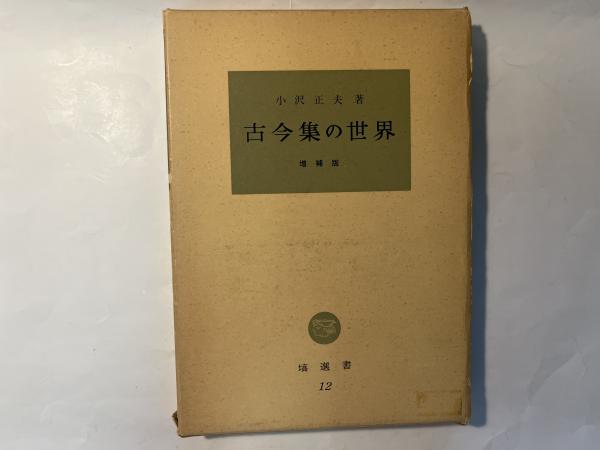 小沢正夫著
古今集の世界
増補版
塙選書
12